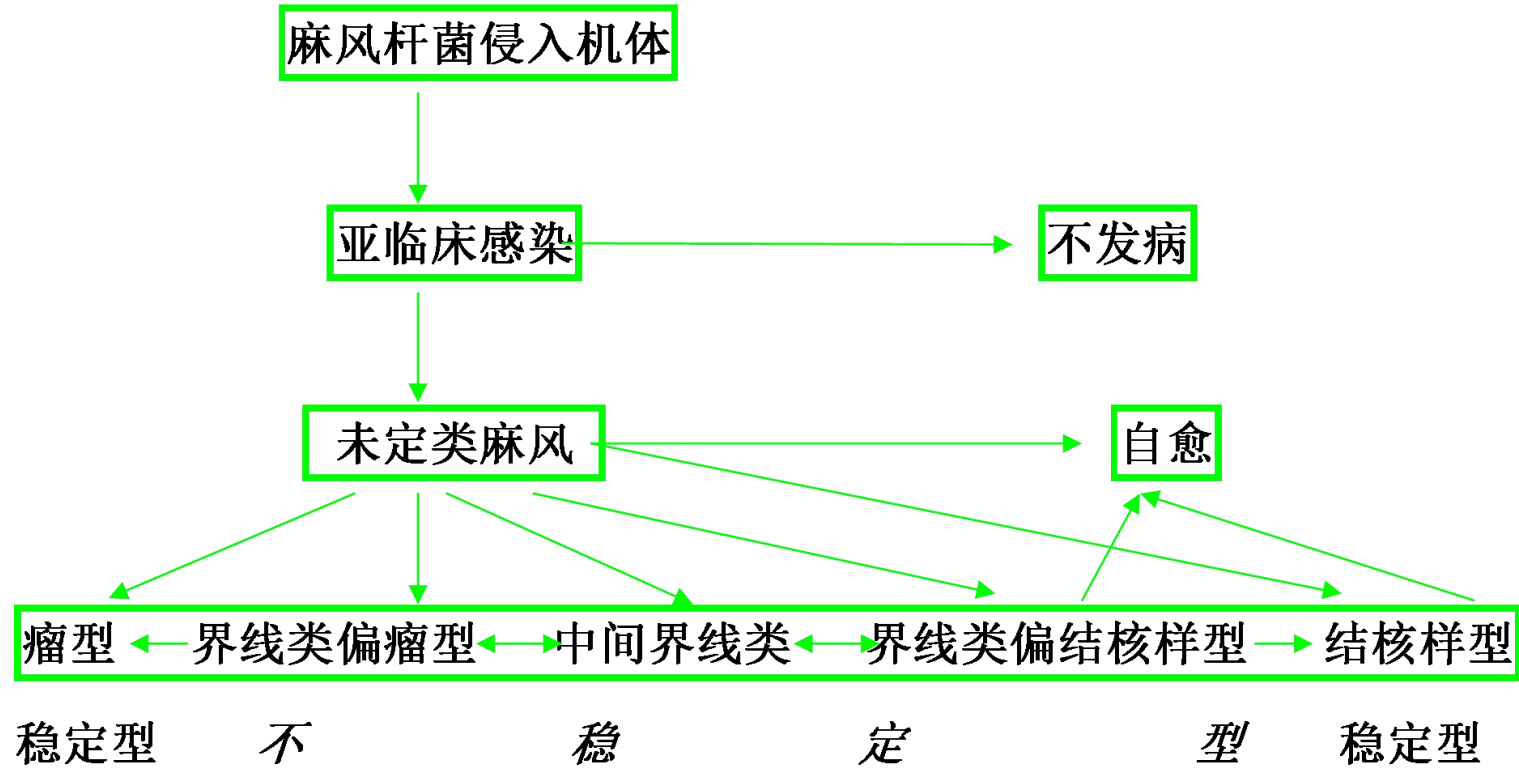 麻风杆菌侵入机体
亚临床感染 不发病
未定类麻风 自愈
瘤型 界线类偏瘤型 中间界线类 界线类偏结核样型 结核样型
稳定型 不 稳 定 型 稳定型